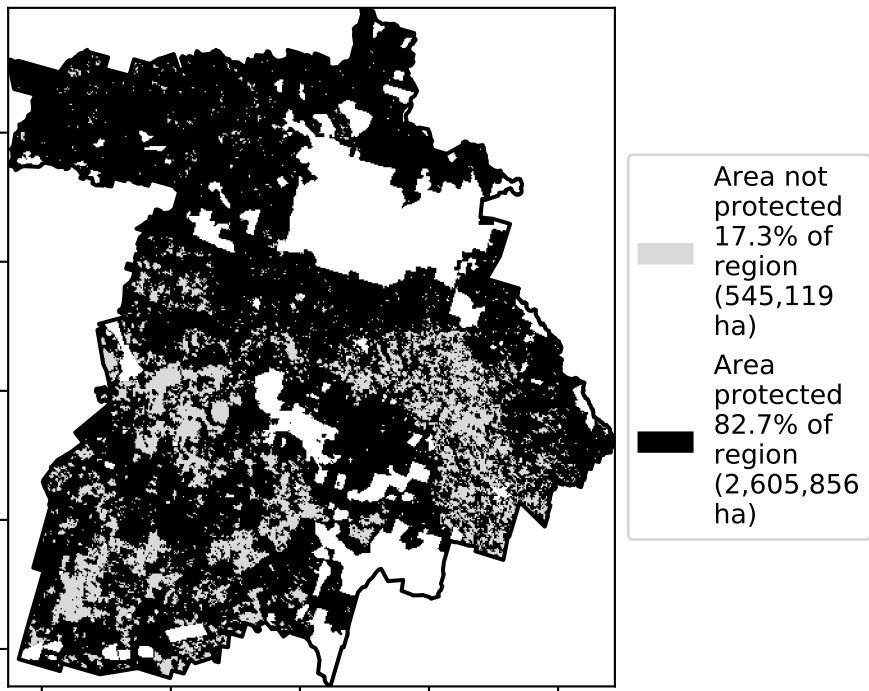 Area not
protected
17.3% of
region
(545,119
ha)
Area
protected
82.7% of
region
(2,605,856
ha)